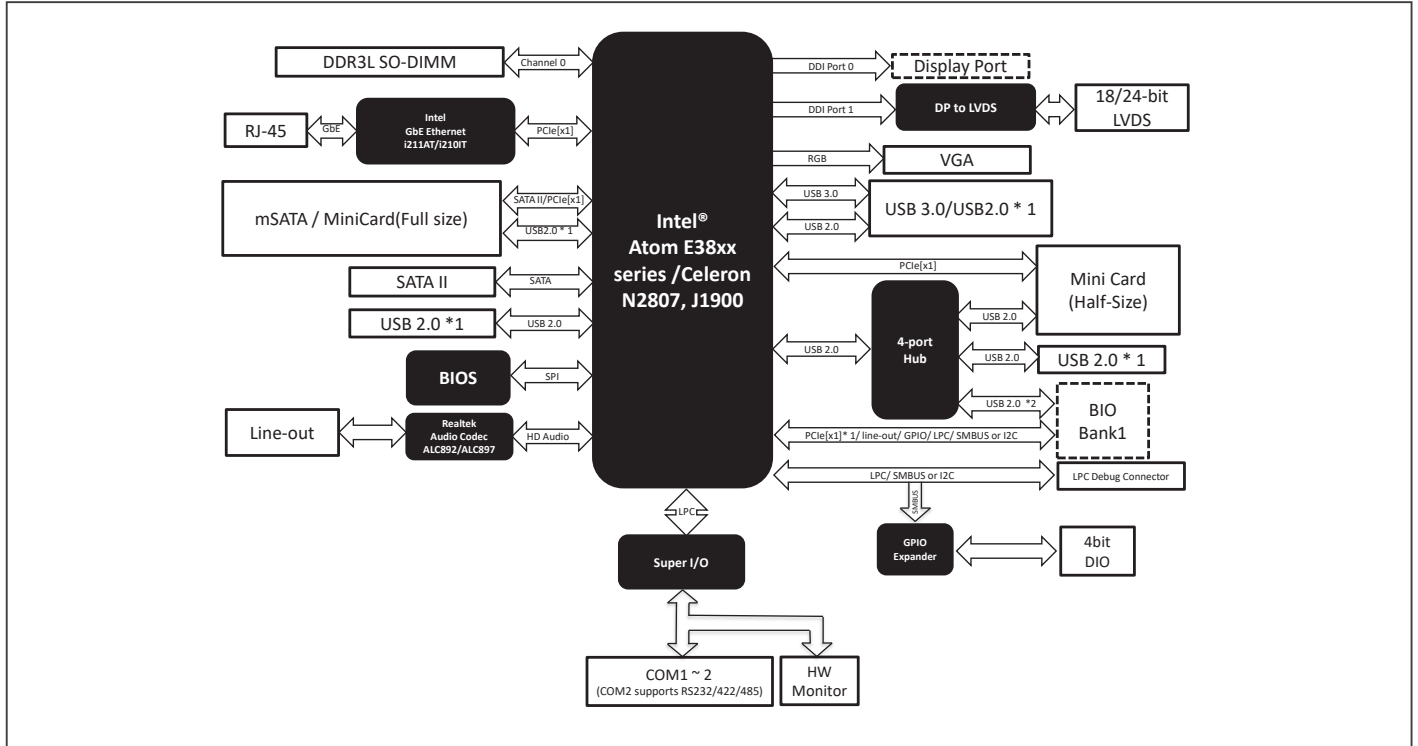 DDR3L SO-DIMM
Channel 0
RJ-45
GbE
Intel
GbE Ethernet
i211AT/i210IT
PCIe[x1]
mSATA / MiniCard(Full size)
SATA II/PCIe[x1]
USB2.0 * 1
SATA II
SATA
USB 2.0 *1
USB 2.0
BIOS
SPI
Line-out
Realtek
Audio Codec
ALC892/ALC897
HD Audio
Intel®
Atom E38xx
series /Celeron
N2807, J1900
DDI Port 0
Display Port
DDI Port 1
DP to LVDS
18/24-bit
LVDS
RGB
VGA
USB 3.0
USB 2.0
USB 3.0/USB2.0 * 1
PCIe[x1]
Mini Card
(Half-Size)
USB 2.0
4-port
Hub
USB 2.0
USB 2.0
USB 2.0 * 1
USB 2.0 *2
BIO
Bank1
PCIe[x1]* 1/ line-out/ GPIO/ LPC/ SMBUS or I2C
LPC/ SMBUS or I2C
LPC Debug Connector
SMBUS
GPIO
Expander
4bit
DIO
LPC
Super I/O
COM1 ~ 2
(COM2 supports RS232/422/485)
HW
Monitor